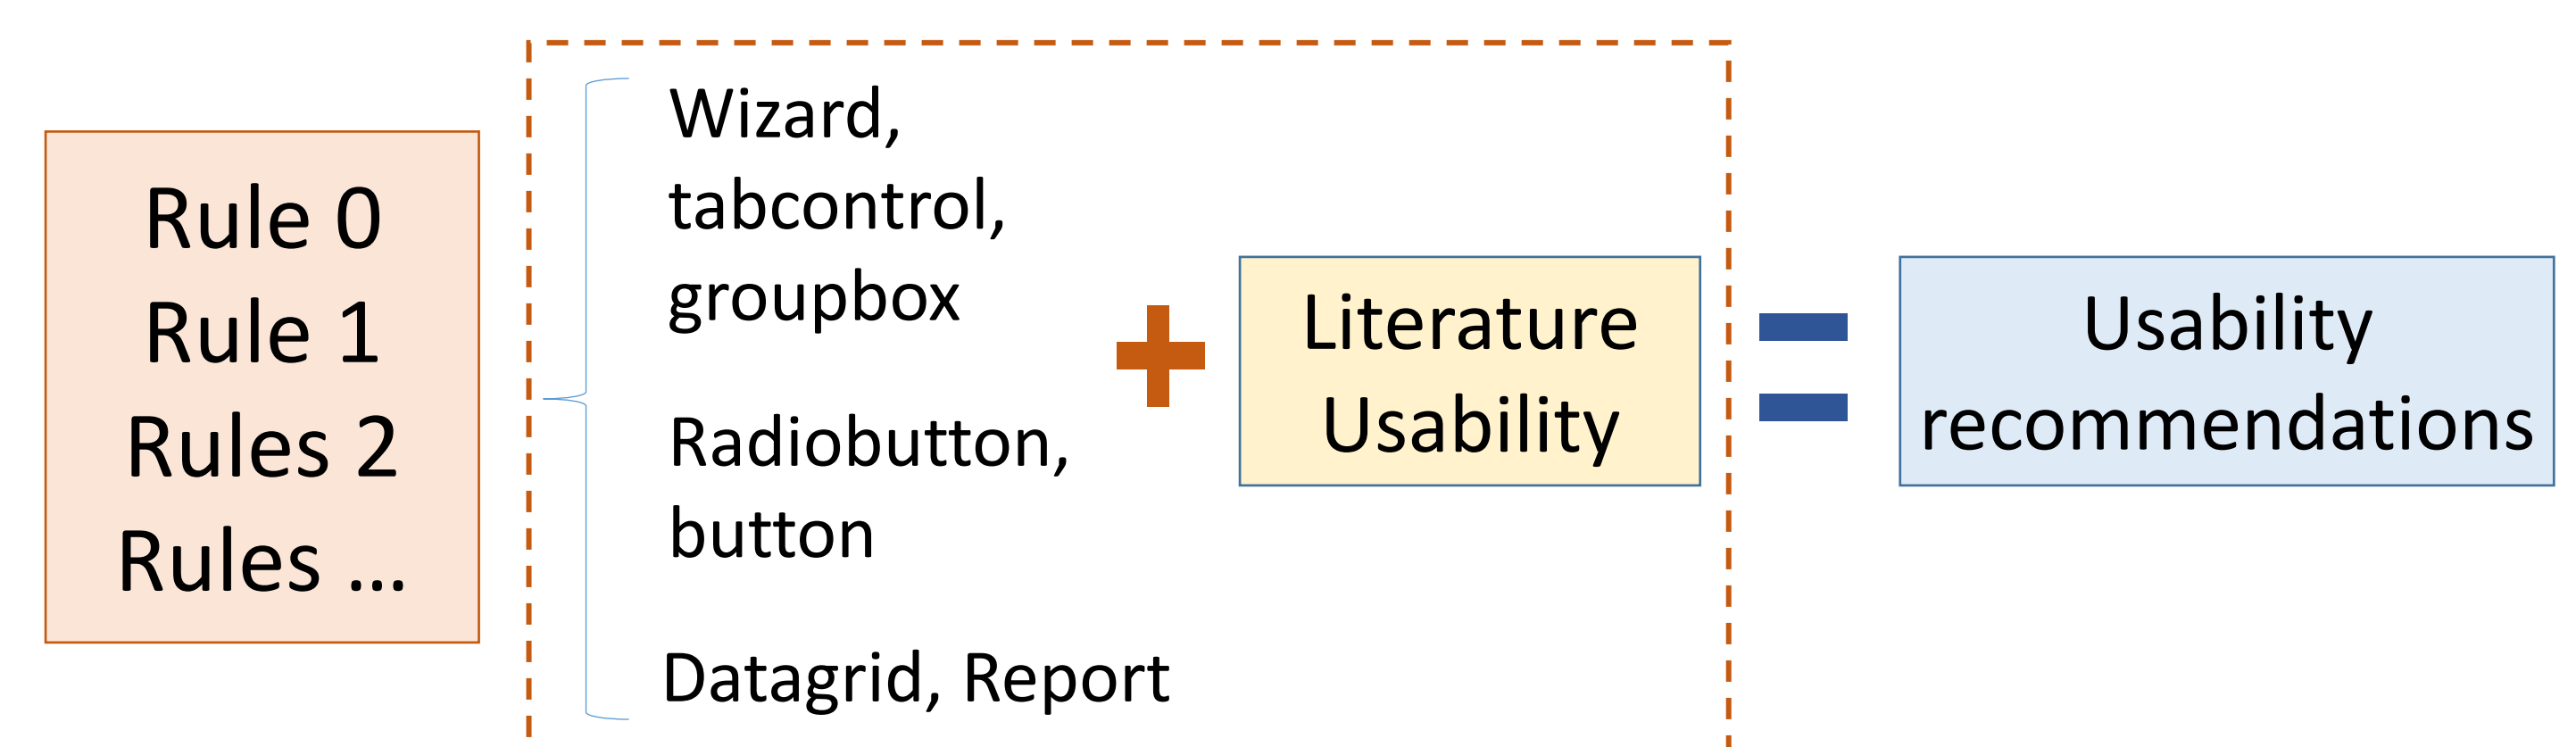 Rule 0
Rule 1
Rules 2
Rules ...
Wizard,
tabcontrol,
groupbox
Radiobutton,
button
Datagrid, Report
+
Literature
Usability
=
Usability
recommendations